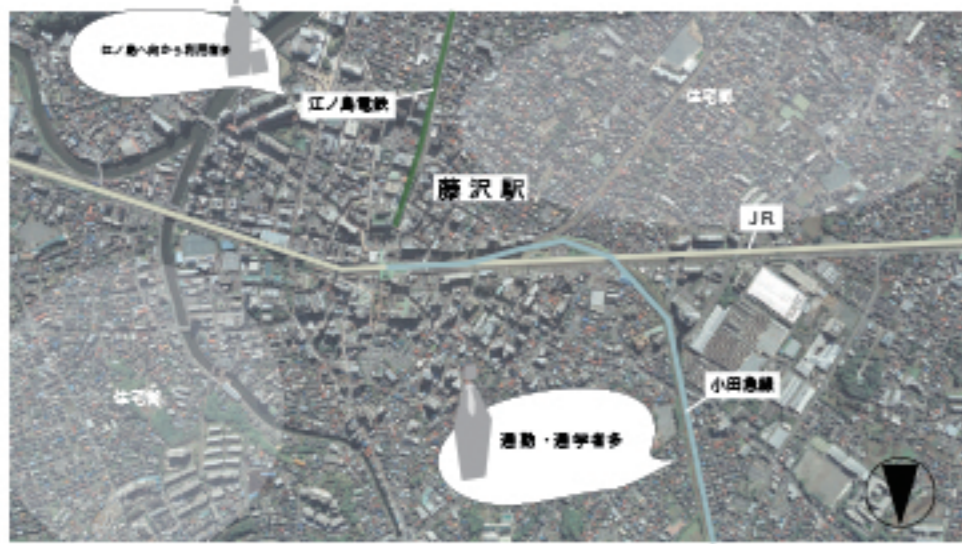 江ノ島へ向かう利用者多
江ノ島電鉄
住宅街
藤沢駅
JR
小田急線
住宅街
通勤・通学者多